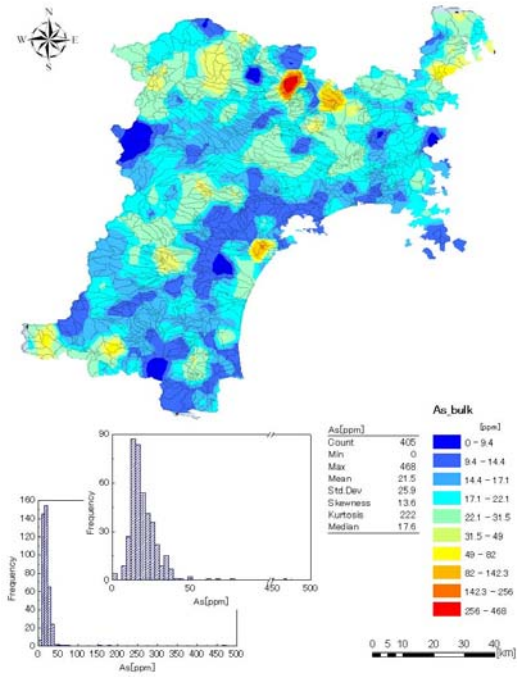 N
W E
S
As_bulk
[ppm]
0 – 9.4
9.4 – 14.4
14.4 – 17.1
17.1 – 22.1
22.1 – 31.5
31.5 – 49
49 – 82
82 – 142.3
142.3 – 256
256 – 468
As[ppm]
Count 405
Min 0
Max 468
Mean 21.5
Std.Dev 25.9
Skewness 13.6
Kurtosis 222
Median 17.6
90
60
30
0
Frequency
0 50 450 500
As[ppm]
160
140
120
100
80
60
40
20
0
Frequency
0 50 100 150 200 250 300 350 400 450 500
As[ppm]
0 5 10 20 30 40 [km]